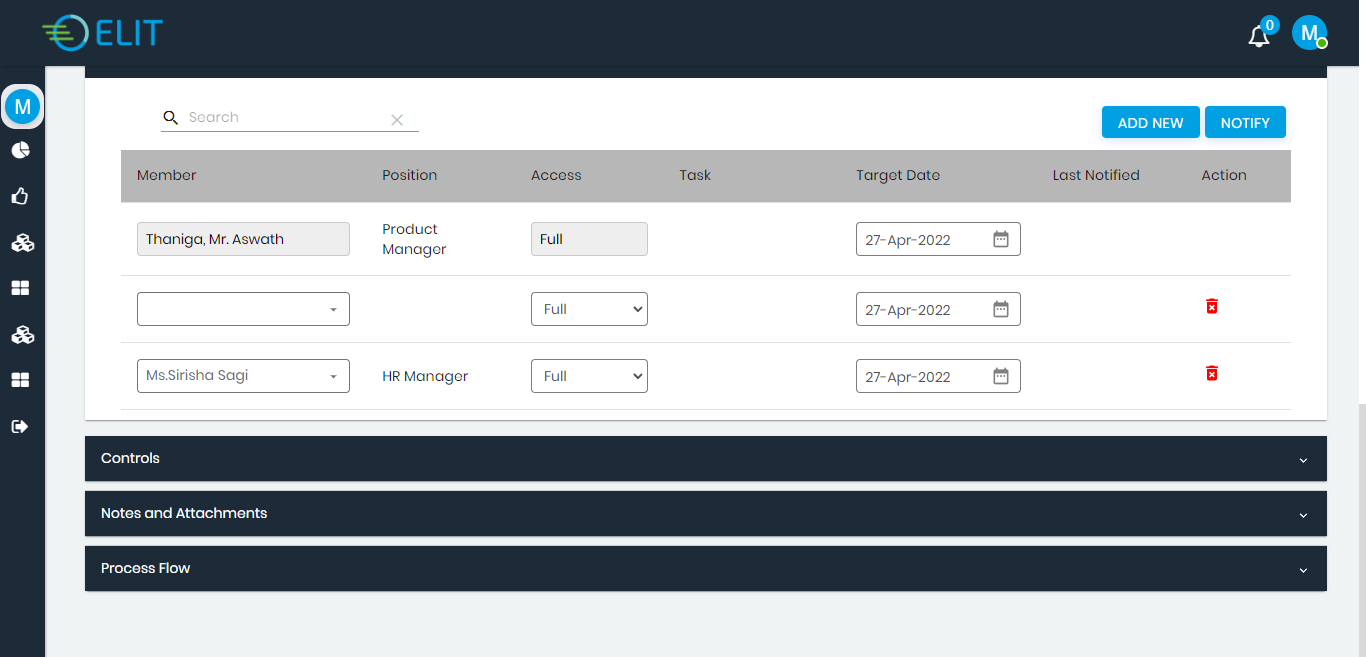 ELIT
0
M
M
Search
ADD NEW
NOTIFY
Member Position Access Task Target Date Last Notified Action
Thaniga, Mr. Aswath
Product
Manager
Full
27-Apr-2022
Full
27-Apr-2022
Ms.Sirisha Sagi
HR Manager
Full
27-Apr-2022
Controls
Notes and Attachments
Process Flow